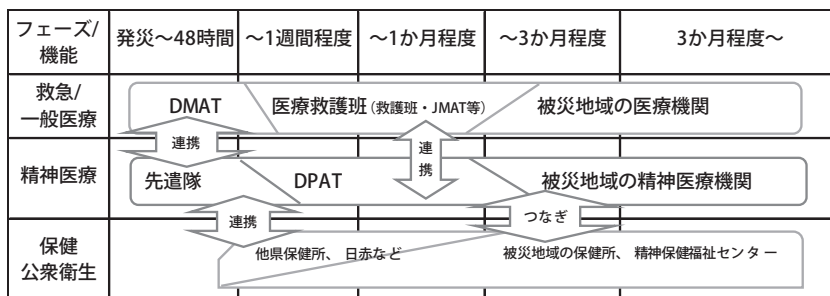 フェーズ/
機能
発災〜48時間
〜1週間程度
〜1か月程度
〜3か月程度
3か月程度〜
救急/
一般医療
DMAT
医療救護班（救護班・JMAT等）
被災地域の医療機関
連携
連
携
精神医療
先遣隊
DPAT
被災地域の精神医療機関
連携
つなぎ
保健
公衆衛生
他県保健所、日赤など
被災地域の保健所、精神保健福祉センター